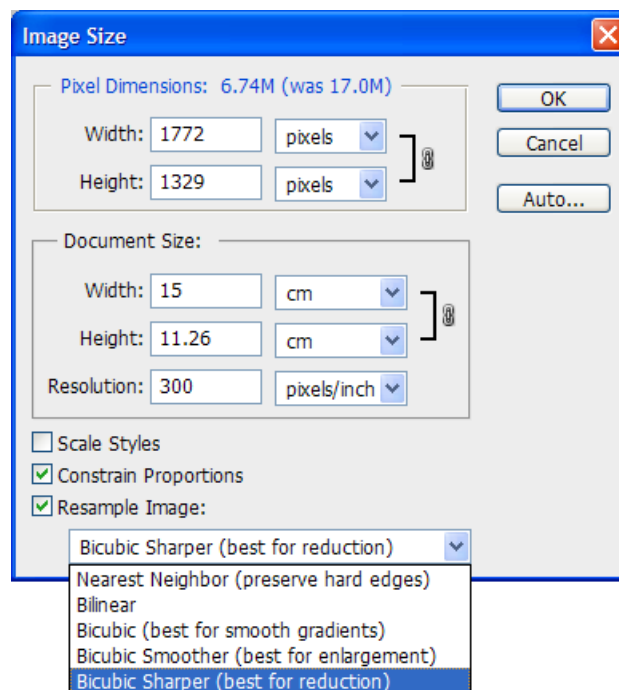 Image Size
Pixel Dimensions: 6.74M (was 17.0M)
OK
Width: 1772 pixels
Cancel
Height: 1329 pixels
Auto...
Document Size:
Width: 15 cm
Height: 11.26 cm
Resolution: 300 pixels/inch
Scale Styles
Constrain Proportions
Resample Image:
Bicubic Sharper (best for reduction)
Nearest Neighbor (preserve hard edges)
Bilinear
Bicubic (best for smooth gradients)
Bicubic Smoother (best for enlargement)
Bicubic Sharper (best for reduction)